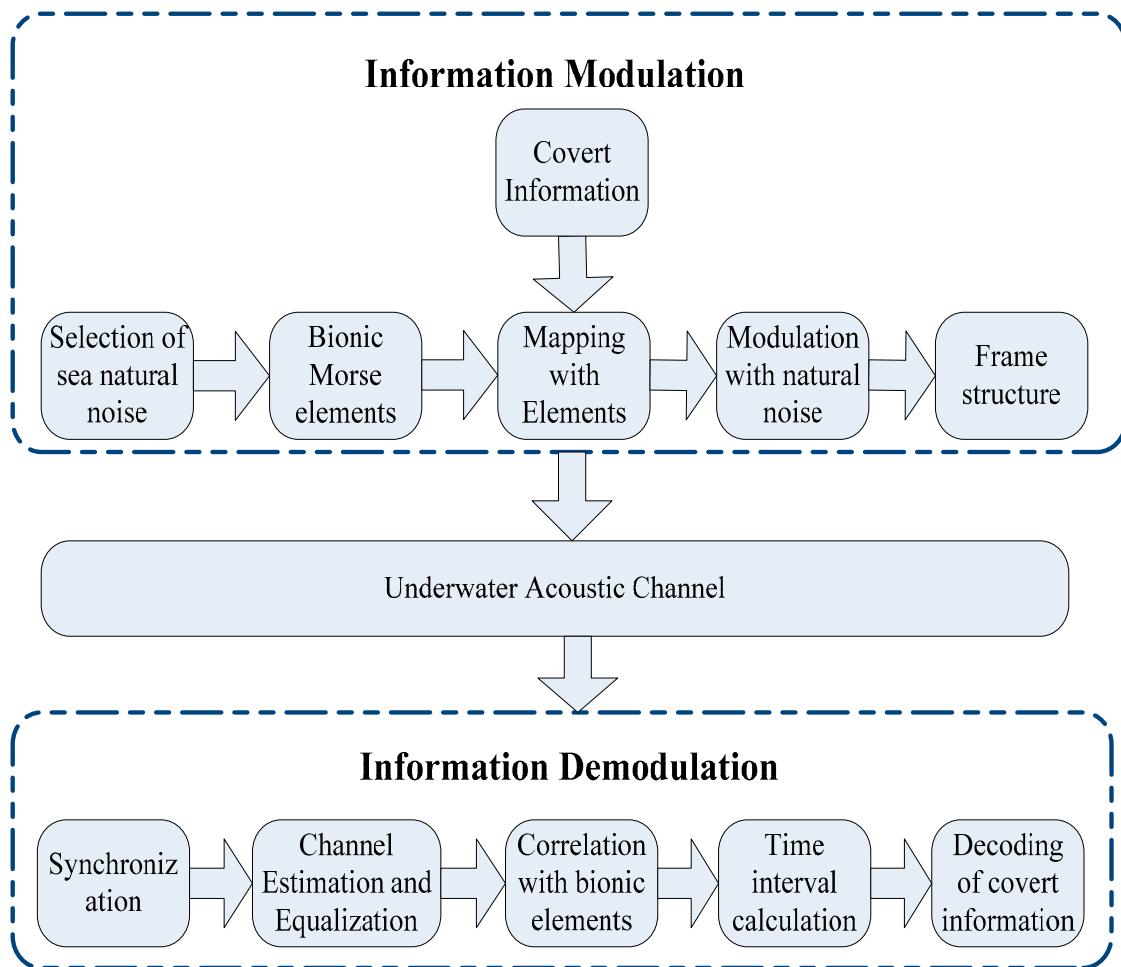 Information Modulation
Covert
Information
Selection of
sea natural
noise
Bionic
Morse
elements
Mapping
with
Elements
Modulation
with natural
noise
Frame
structure
Underwater Acoustic Channel
Information Demodulation
Synchroniz
ation
Channel
Estimation and
Equalization
Correlation
with bionic
elements
Time
interval
calculation
Decoding
of covert
information